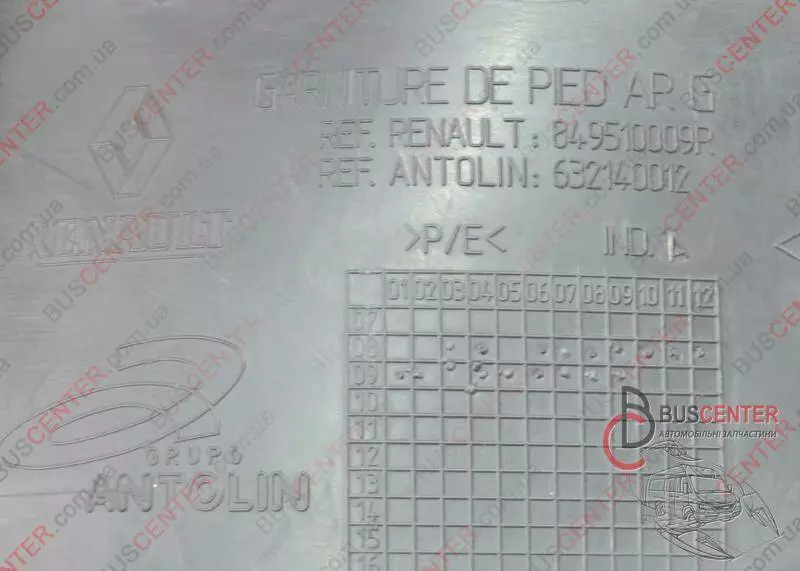 GARNITURE DE PIED AR. G
REF. RENAULT: 849510009R
REF. ANTOLIN: 632140012
RENAULT
>P/E< IND. A
01 02 03 04 05 06 07 08 09 10 11 12
07
08
09
10
11
12
13
14
15
16
GRUPO
ANTOLIN
BUSCENTER
АВТОМОБІЛЬНІ ЗАПЧАСТИНИ
BUSCENTER.com.ua